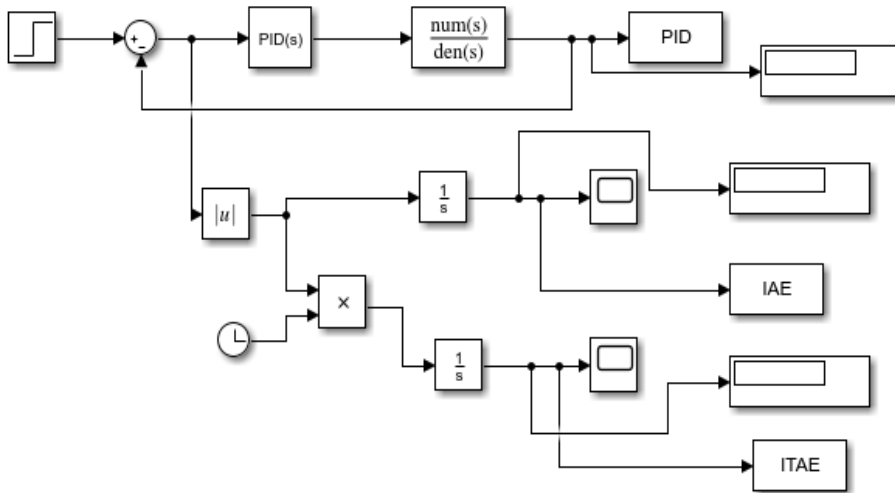 PID(s)
num(s)
den(s)
PID
|u|
1
s
×
IAE
1
s
ITAE